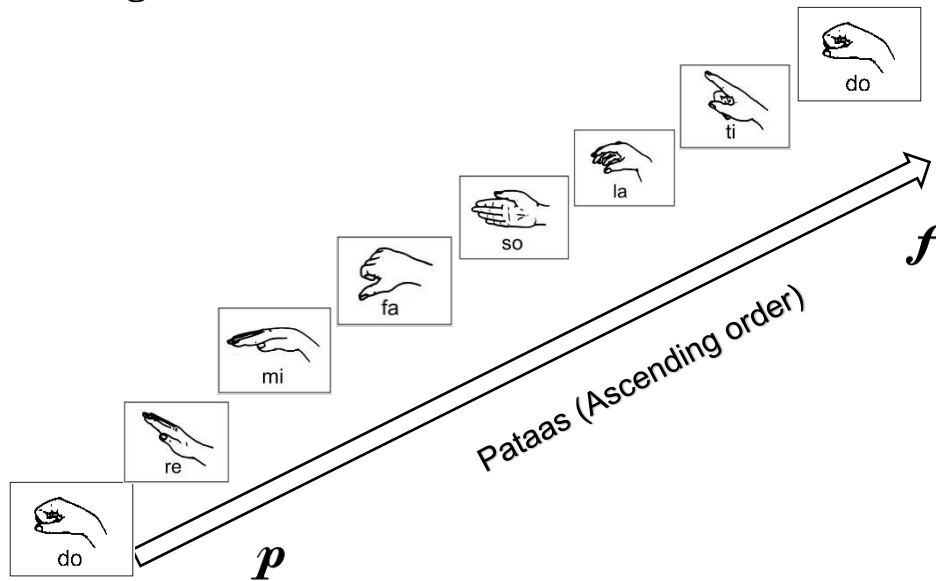 do
ti
la
so
f
fa
mi
Pataas (Ascending order)
re
do
p